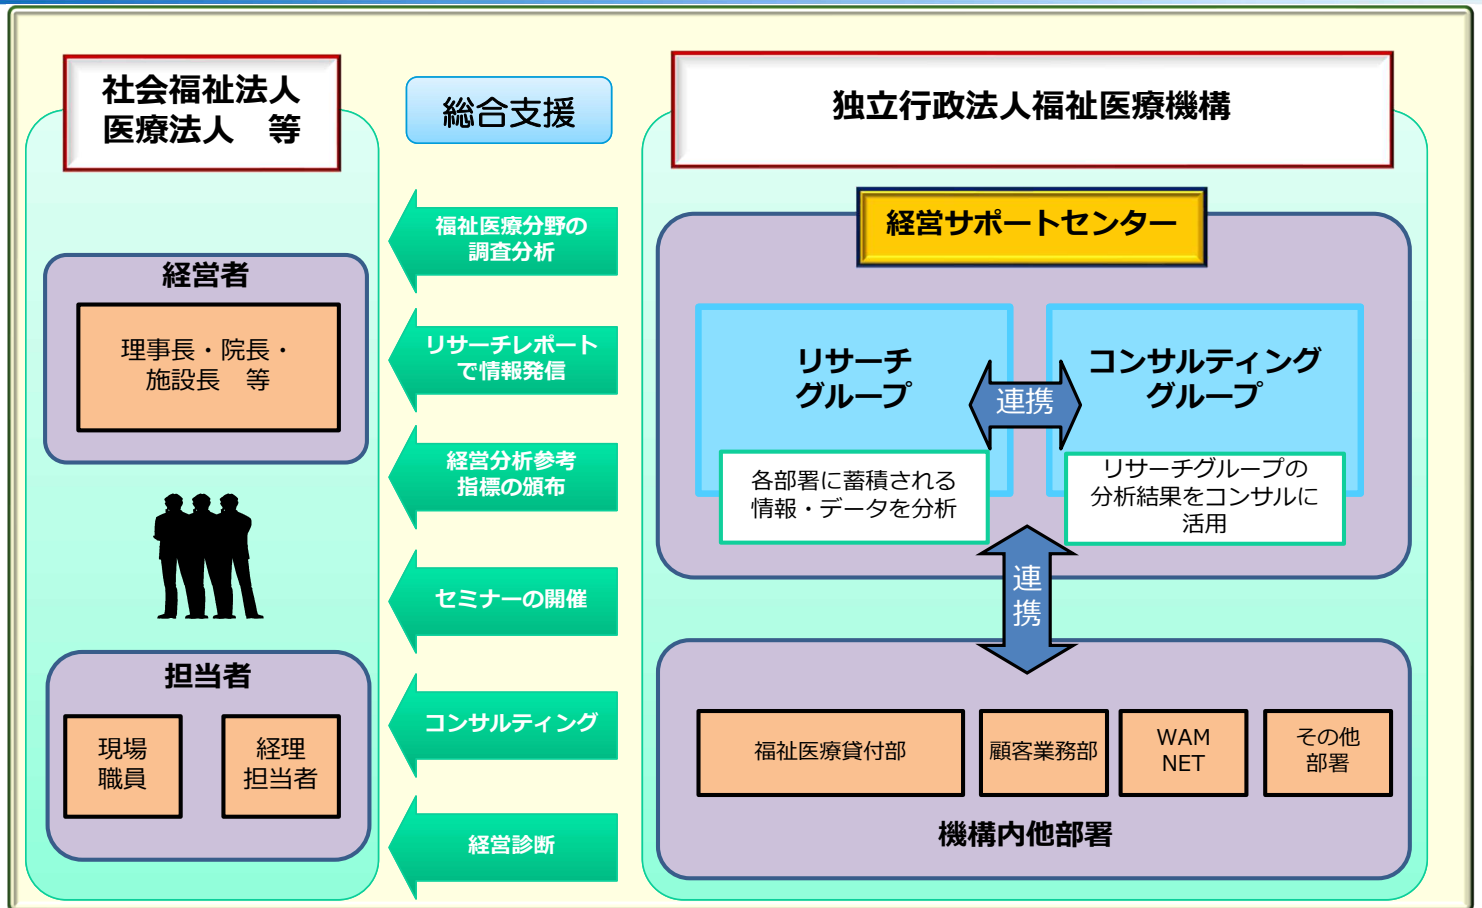 社会福祉法人
医療法人　等
経営者
理事長・院長・
施設長　等
担当者
現場
職員
経理
担当者
総合支援
福祉医療分野の
調査分析
リサーチレポート
で情報発信
経営分析参考
指標の頒布
セミナーの開催
コンサルティング
経営診断
独立行政法人福祉医療機構
経営サポートセンター
リサーチ
グループ
連携
コンサルティング
グループ
各部署に蓄積される
情報・データを分析
リサーチグループの
分析結果をコンサルに
活用
連
携
福祉医療貸付部
顧客業務部
WAM
NET
その他
部署
機構内他部署